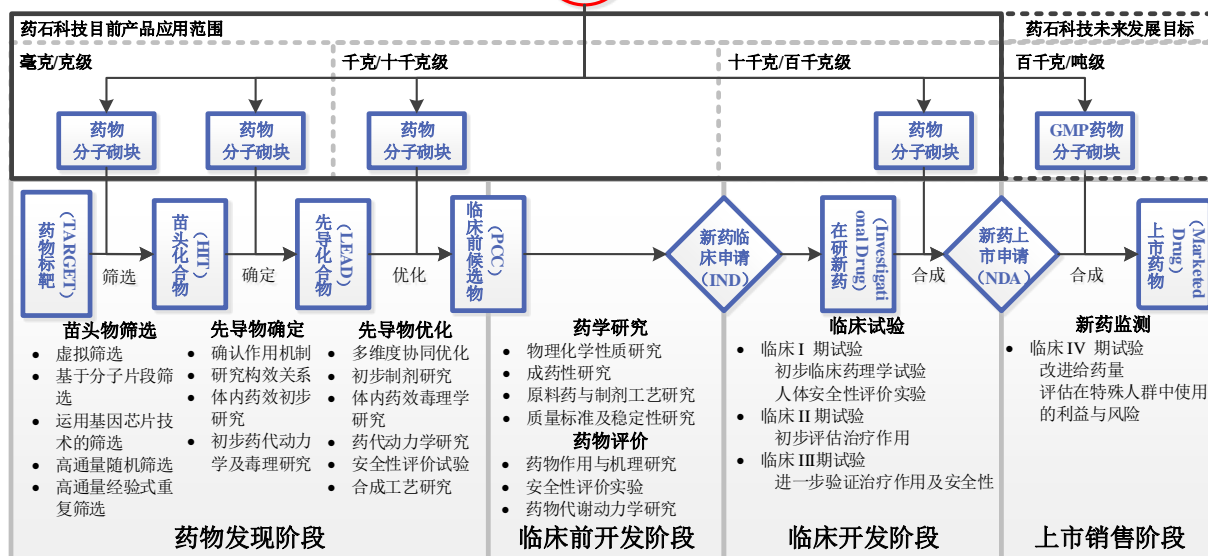 药石科技目前产品应用范围
药石科技未来发展目标
毫克/克级
千克/十千克级
十千克/百千克级
百千克/吨级
药物
分子砌块
药物
分子砌块
药物
分子砌块
药物
分子砌块
GMP药物
分子砌块
药物标靶
（TARGET）
筛选
苗头化合物
（HIT）
确定
先导化合物
（LEAD）
优化
临床前候选物
（PCC）
新药临
床申请
（IND）
在研新药
（Investigati
onal Drug）
合成
新药上
市申请
（NDA）
合成
上市药物
（Marketed
Drug）
苗头物筛选
• 虚拟筛选
• 基于分子片段筛
选
• 运用基因芯片技
术的筛选
• 高通量随机筛选
• 高通量经验式重
复筛选
先导物确定
• 确认作用机制
• 研究构效关系
• 体内药效初步
研究
• 初步药代动力
学及毒理研究
先导物优化
• 多维度协同优化
• 初步制剂研究
• 体内药效毒理学
研究
• 药代动力学研究
• 安全性评价试验
• 合成工艺研究
药学研究
• 物理化学性质研究
• 成药性研究
• 原料药与制剂工艺研究
• 质量标准及稳定性研究
药物评价
• 药物作用与机理研究
• 安全性评价实验
• 药物代谢动力学研究
临床试验
• 临床I 期试验
初步临床药理学试验
人体安全性评价实验
• 临床 II 期试验
初步评估治疗作用
• 临床 III期试验
进一步验证治疗作用及安全性
新药监测
• 临床IV 期试验
改进给药量
评估在特殊人群中使用
的利益与风险
药物发现阶段
临床前开发阶段
临床开发阶段
上市销售阶段